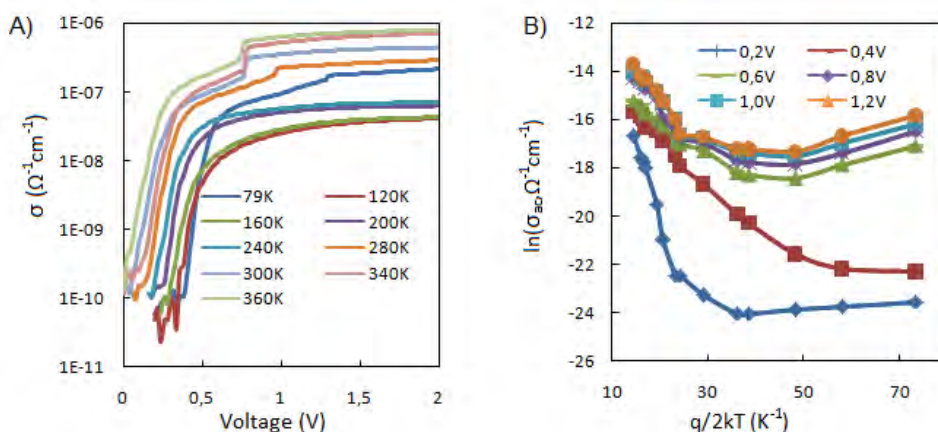 A)
σ (Ω⁻¹cm⁻¹)
1E-06
1E-07
1E-08
1E-09
1E-10
1E-11
79K 120K
160K 200K
240K 280K
300K 340K
360K
0 0,5 1 1,5 2
Voltage (V)
B)
ln(σac,Ω⁻¹cm⁻¹)
-14
-16
-18
-20
-22
-24
-26
0,2V 0,4V
0,6V 0,8V
1,0V 1,2V
10 30 50 70
q/2kT (K⁻¹)